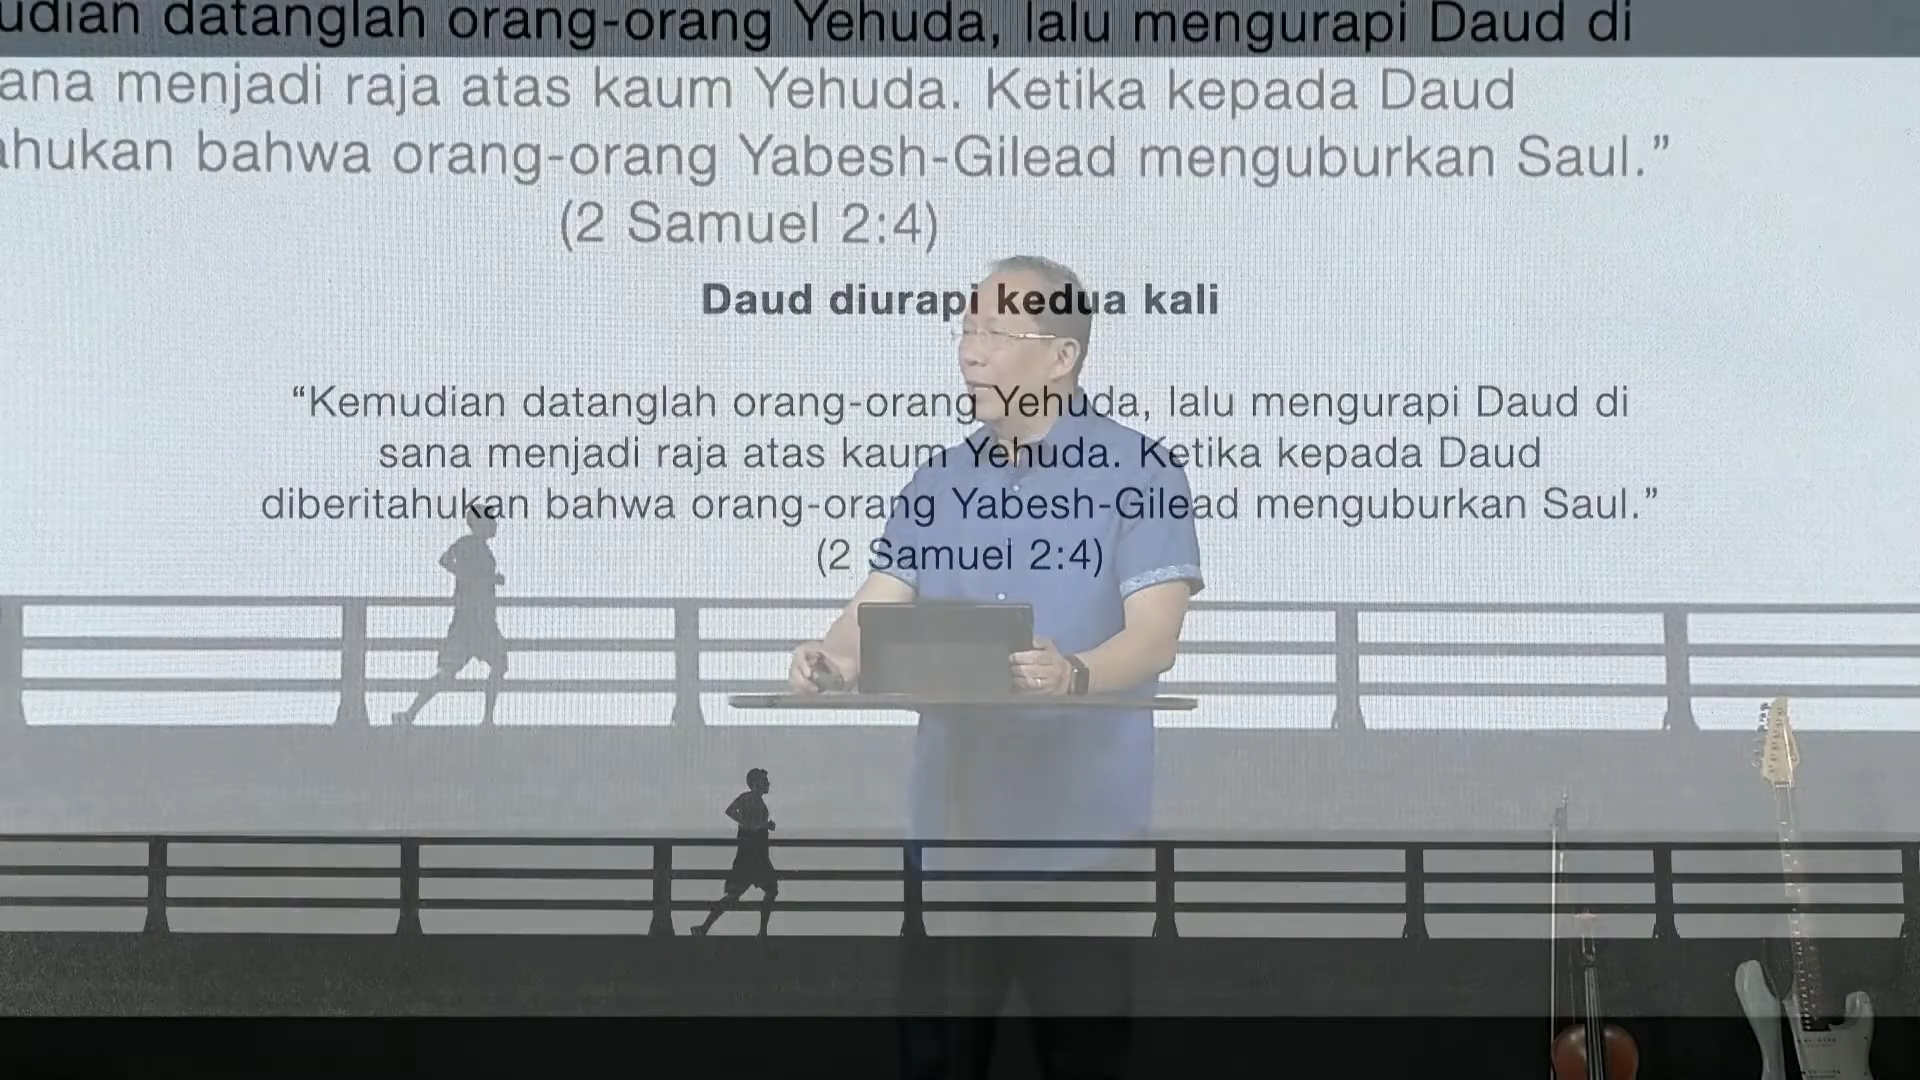 udian datanglah orang-orang Yehuda, lalu mengurapi Daud di
ana menjadi raja atas kaum Yehuda. Ketika kepada Daud
ahukan bahwa orang-orang Yabesh-Gilead menguburkan Saul.”
(2 Samuel 2:4)
Daud diurapi kedua kali
“Kemudian datanglah orang-orang Yehuda, lalu mengurapi Daud di
sana menjadi raja atas kaum Yehuda. Ketika kepada Daud
diberitahukan bahwa orang-orang Yabesh-Gilead menguburkan Saul.”
(2 Samuel 2:4)